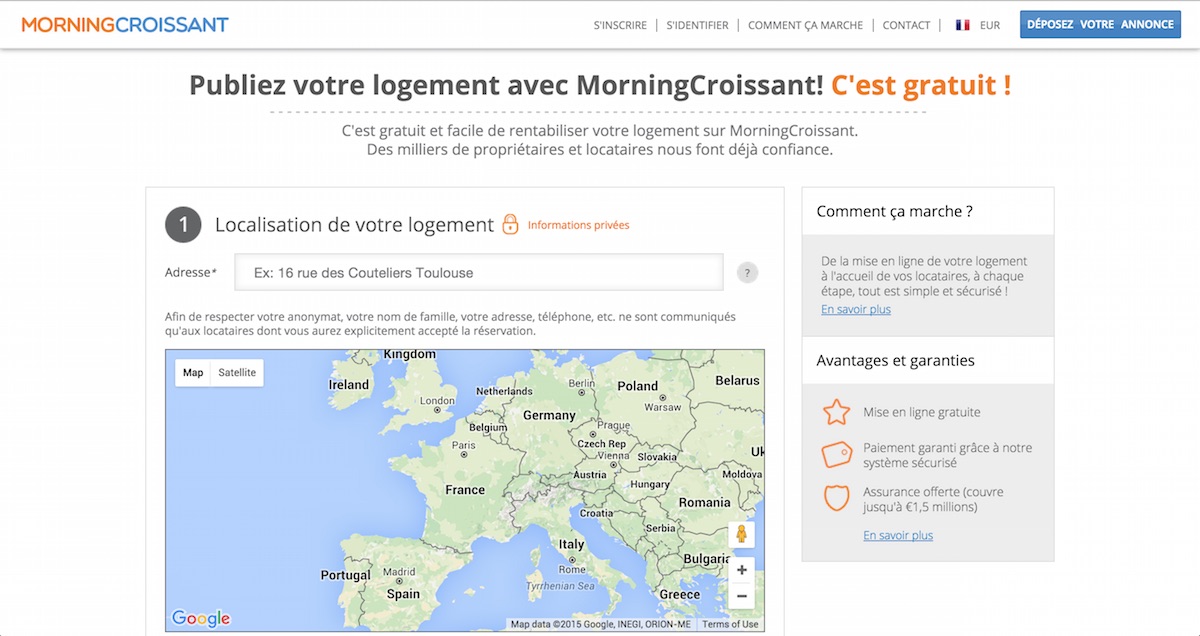 MORNINGCROISSANT
S'INSCRIRE
S'IDENTIFIER
COMMENT ÇA MARCHE
CONTACT
EUR
DÉPOSEZ VOTRE ANNONCE
Publiez votre logement avec MorningCroissant! C'est gratuit !
C'est gratuit et facile de rentabiliser votre logement sur MorningCroissant.
Des milliers de propriétaires et locataires nous font déjà confiance.
1
Localisation de votre logement
Informations privées
Adresse*
Ex: 16 rue des Couteliers Toulouse
?
Afin de respecter votre anonymat, votre nom de famille, votre adresse, téléphone, etc. ne sont communiqués
qu'aux locataires dont vous aurez explicitement accepté la réservation.
Map
Satellite
Kingdom
Ireland
London
Netherlands
Berlin
Poland
Belarus
Warsaw
Germany
Belgium
Prague
Czech Rep
Paris
Vienna
Slovakia
Uk
Austria
Moldova
Hungary
France
Romania
Croatia
Serbia
Italy
Bulgaria
Rome
Portugal
Madrid
Spain
Tyrrhenian Sea
Greece
+
−
Google
Map data ©2015 Google, INEGI, ORION-ME
Terms of Use
Comment ça marche ?
De la mise en ligne de votre logement
à l'accueil de vos locataires, à chaque
étape, tout est simple et sécurisé !
En savoir plus
Avantages et garanties
Mise en ligne gratuite
Paiement garanti grâce à notre
système sécurisé
Assurance offerte (couvre
jusqu'à €1,5 millions)
En savoir plus